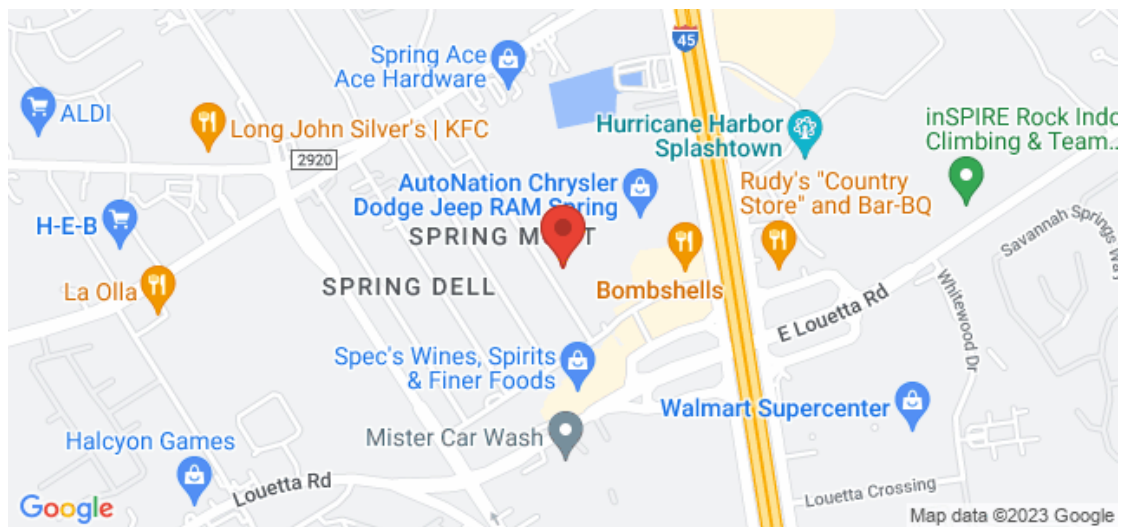 Spring Ace
Ace Hardware
45
ALDI
Long John Silver's | KFC
2920
Hurricane Harbor
Splashtown
inSPIRE Rock Indo
Climbing & Team...
AutoNation Chrysler
Dodge Jeep RAM Spring
Rudy's "Country
Store" and Bar-BQ
H-E-B
SPRING M T
Savannah Springs Way
SPRING DELL
La Olla
Bombshells
Whitewood Dr
E Louetta Rd
Spec's Wines, Spirits
& Finer Foods
Walmart Supercenter
Mister Car Wash
Halcyon Games
Louetta Rd
Louetta Crossing
Google
Map data ©2023 Google